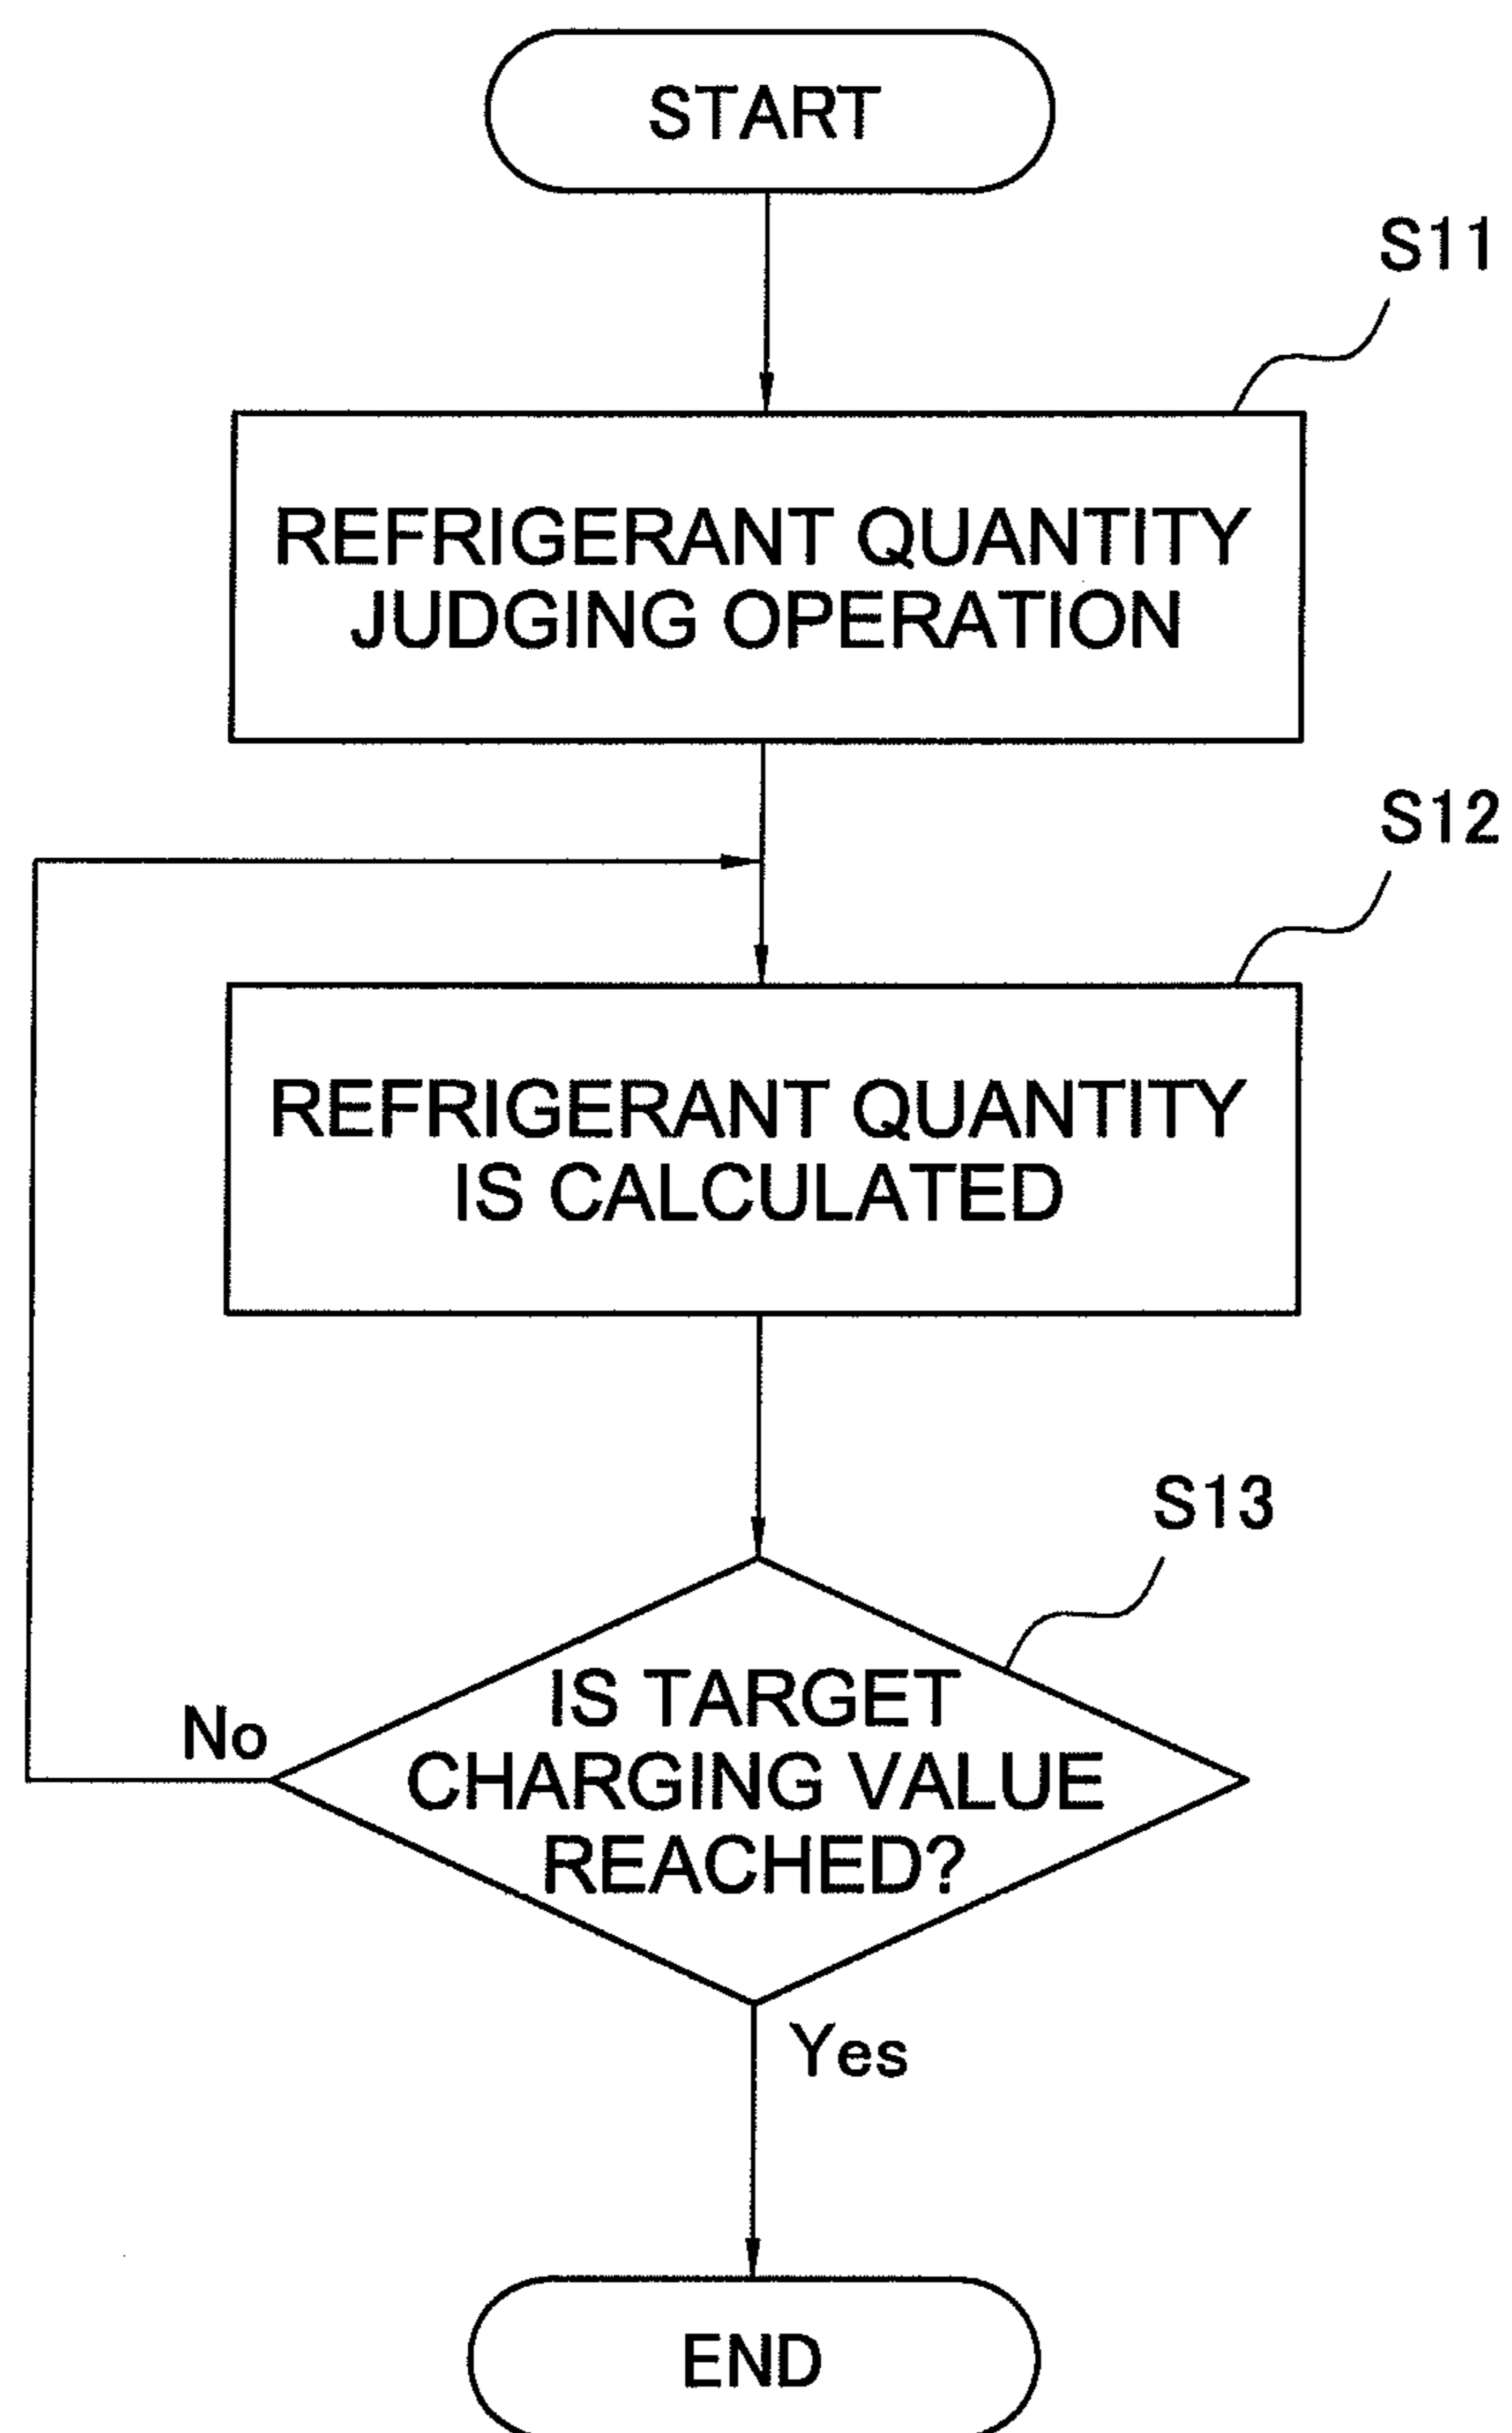 START
S11
REFRIGERANT QUANTITY
JUDGING OPERATION
S12
REFRIGERANT QUANTITY
IS CALCULATED
S13
IS TARGET
CHARGING VALUE
REACHED?
No
Yes
END